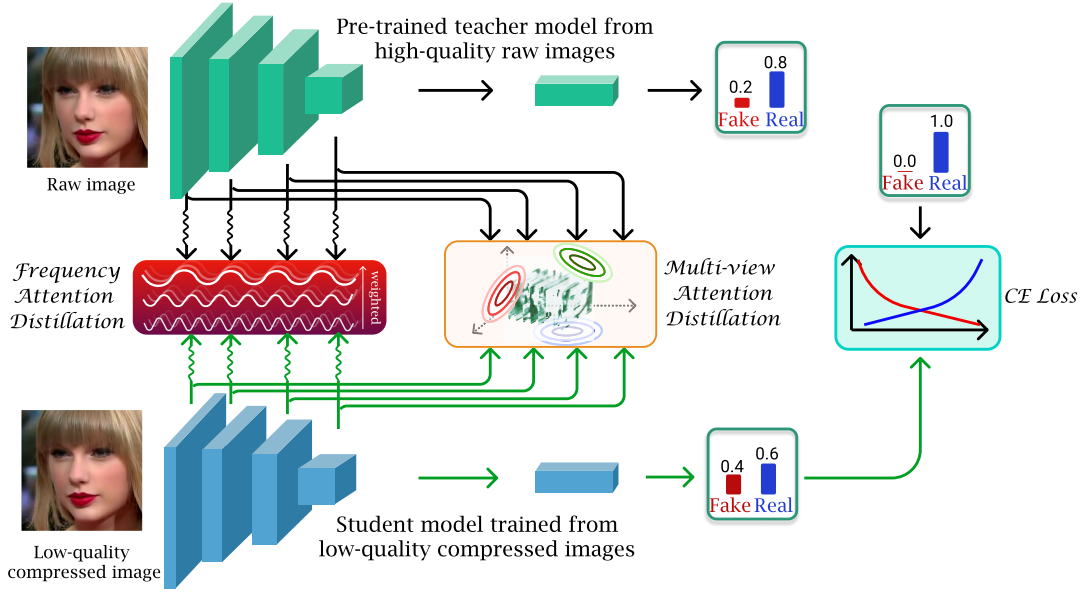 Pre-trained teacher model from
high-quality raw images
0.2
0.8
Fake Real
1.0
0.0
Fake Real
Raw image
Frequency
Attention
Distillation
weighted
Multi-view
Attention
Distillation
CE Loss
Low-quality
compressed image
Student model trained from
low-quality compressed images
0.4
0.6
Fake Real